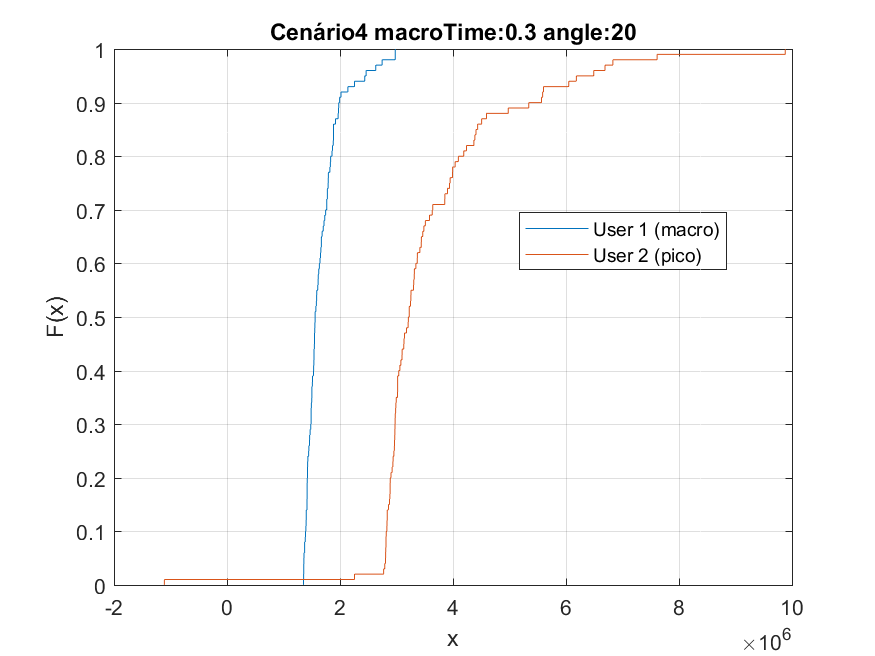 Cenário4 macroTime:0.3 angle:20
1
0.9
0.8
0.7
0.6
0.5
0.4
0.3
0.2
0.1
0
F(x)
User 1 (macro)
User 2 (pico)
-2 0 2 4 6 8 10
x
×10^6